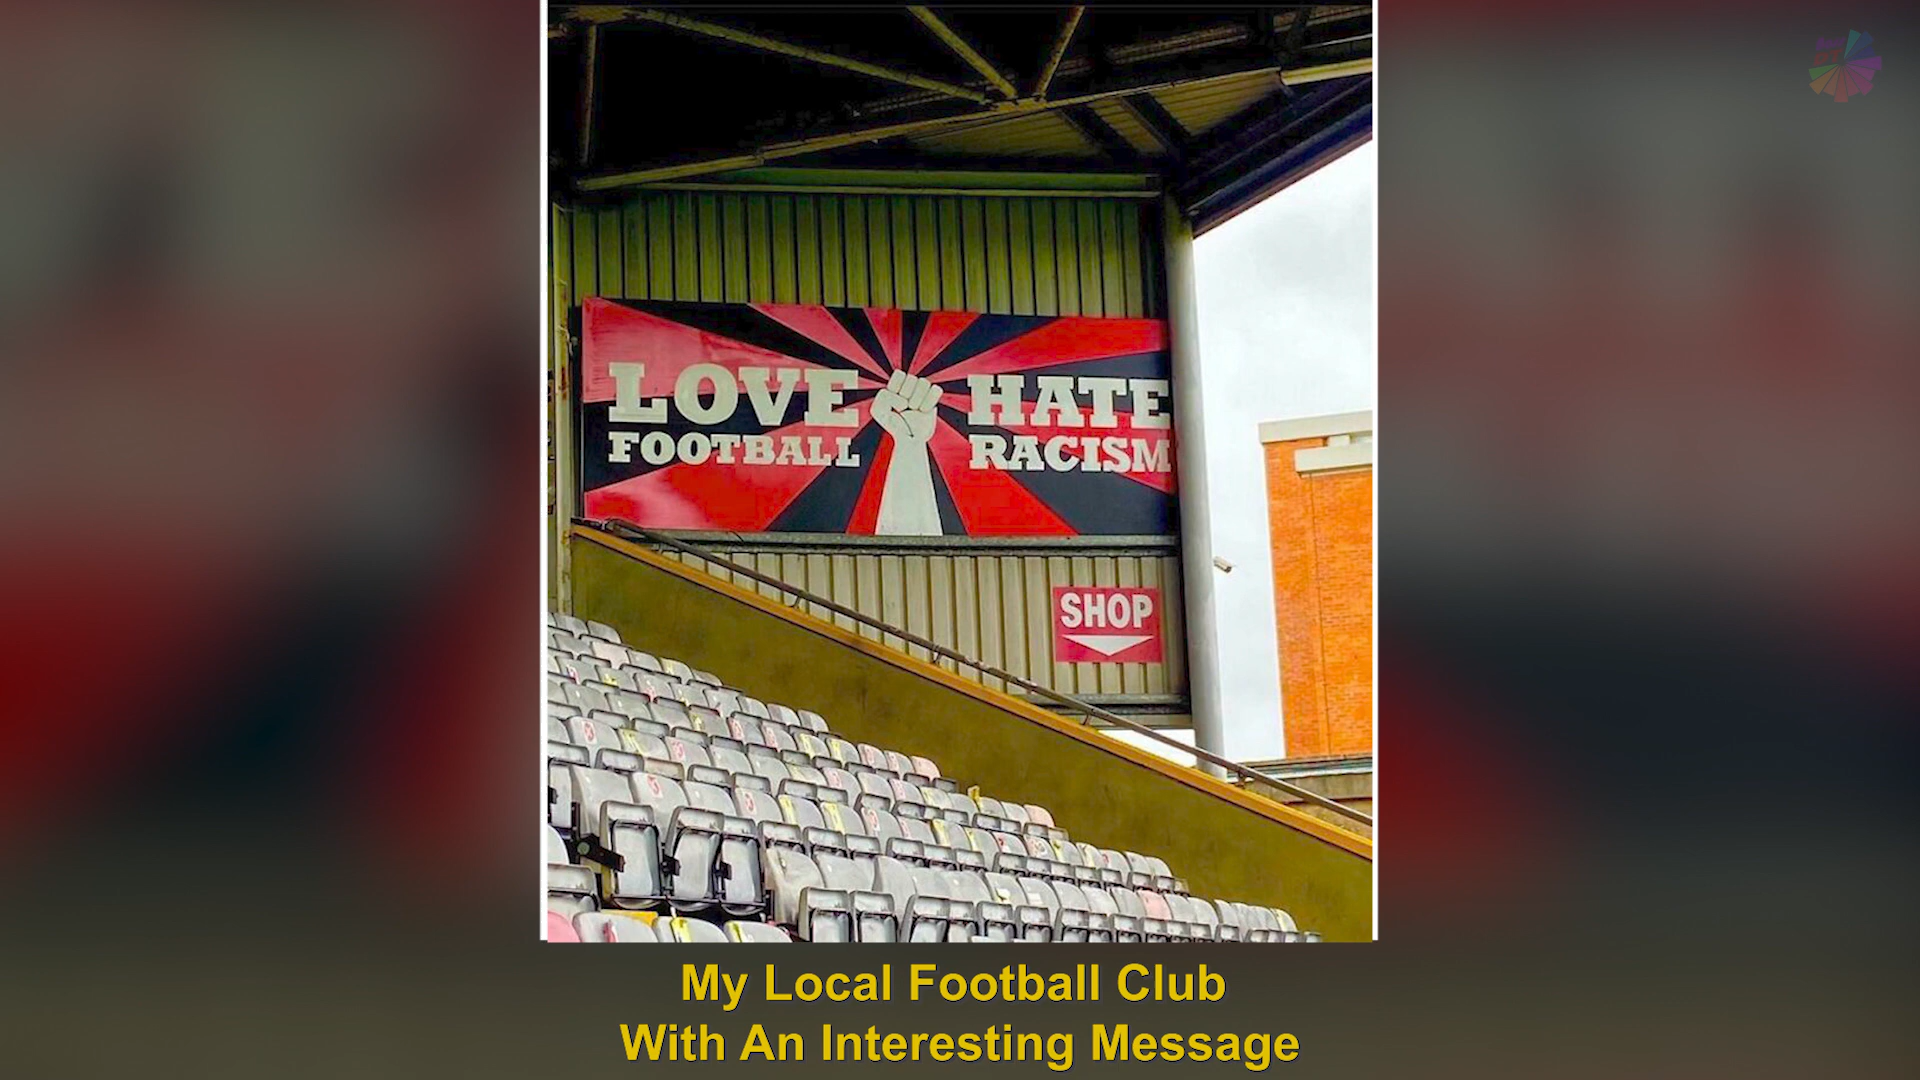 LOVE
FOOTBALL
HATE
RACISM
SHOP
My Local Football Club
With An Interesting Message